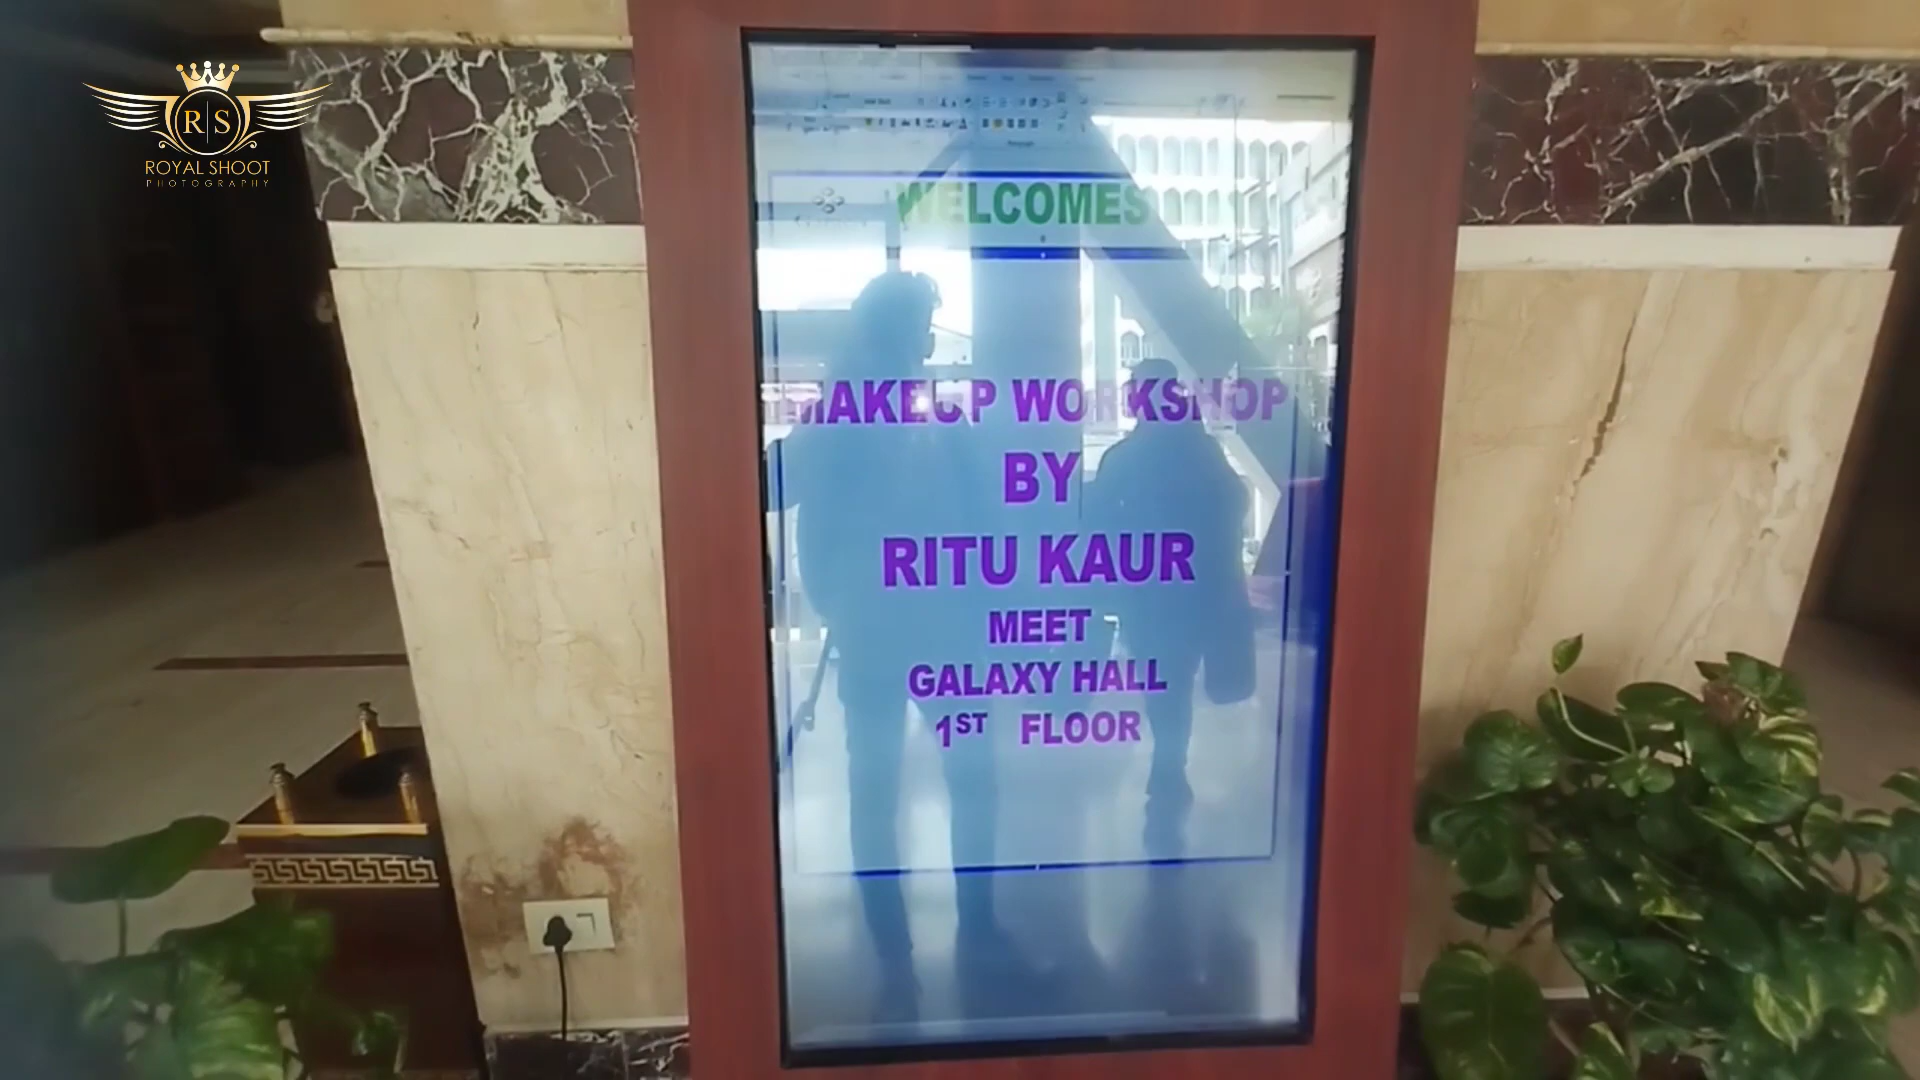 R S
ROYAL SHOOT
PHOTOGRAPHY
WELCOMES
MAKEUP WORKSHOP
BY
RITU KAUR
MEET
GALAXY HALL
1ST FLOOR